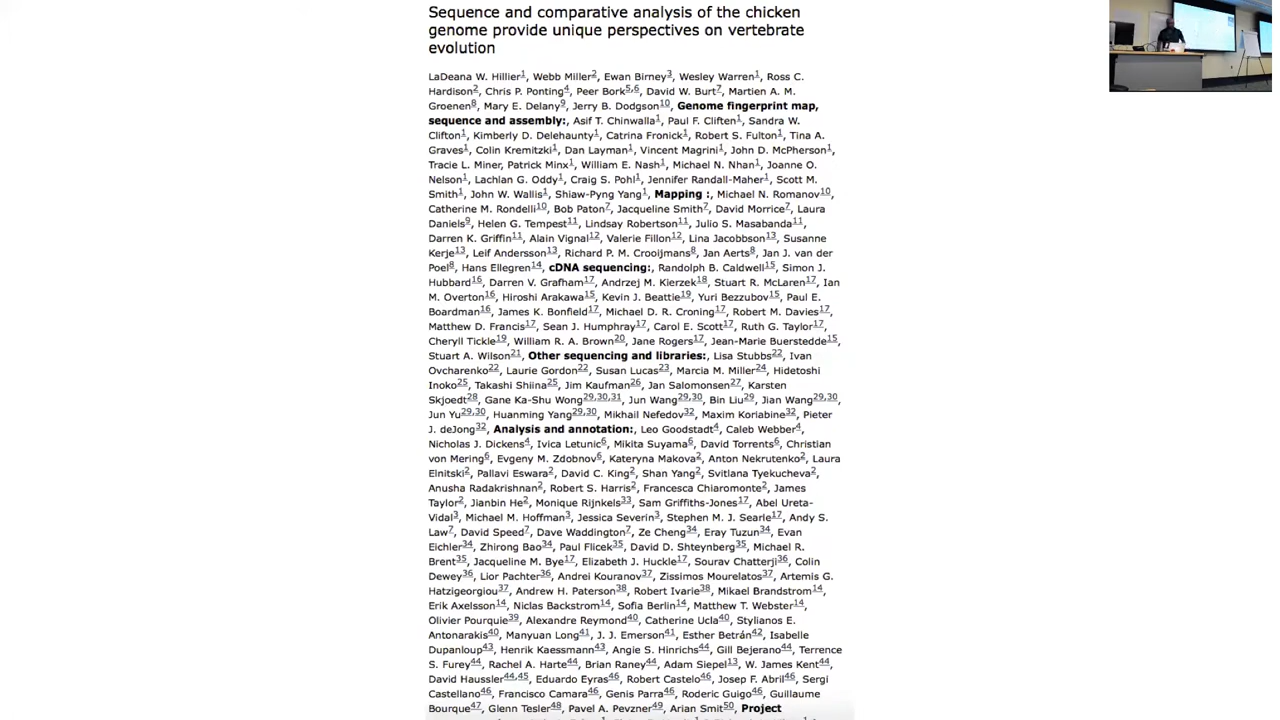 Sequence and comparative analysis of the chicken
genome provide unique perspectives on vertebrate
evolution
LaDeana W. Hillier1, Webb Miller2, Ewan Birney3, Wesley Warren1, Ross C.
Hardison2, Chris P. Ponting4, Peer Bork5,6, David W. Burt7, Martien A. M.
Groenen8, Mary E. Delany9, Jerry B. Dodgson10, Genome fingerprint map,
sequence and assembly:, Asif T. Chinwalla1, Paul F. Cliften1, Sandra W.
Clifton1, Kimberly D. Delehaunty1, Catrina Fronick1, Robert S. Fulton1, Tina A.
Graves1, Colin Kremitzki1, Dan Layman1, Vincent Magrini1, John D. McPherson1,
Tracie L. Miner1, Patrick Minx1, William E. Nash1, Michael N. Nhan1, Joanne O.
Nelson1, Lachlan G. Oddy1, Craig S. Pohl1, Jennifer Randall-Maher1, Scott M.
Smith1, John W. Wallis1, Shiaw-Pyng Yang1, Mapping :, Michael N. Romanov10,
Catherine M. Rondelli10, Bob Paton7, Jacqueline Smith7, David Morrice7, Laura
Daniels9, Helen G. Tempest11, Lindsay Robertson11, Julio S. Masabanda11,
Darren K. Griffin11, Alain Vignal12, Valerie Fillon12, Lina Jacobbson13, Susanne
Kerje13, Leif Andersson13, Richard P. M. Crooijmans8, Jan Aerts8, Jan J. van der
Poel8, Hans Ellegren14, cDNA sequencing:, Randolph B. Caldwell15, Simon J.
Hubbard16, Darren V. Grafham17, Andrzej M. Kierzek18, Stuart R. McLaren17, Ian
M. Overton16, Hiroshi Arakawa15, Kevin J. Beattie19, Yuri Bezzubov15, Paul E.
Boardman16, James K. Bonfield17, Michael D. R. Croning17, Robert M. Davies17,
Matthew D. Francis17, Sean J. Humphray17, Carol E. Scott17, Ruth G. Taylor17,
Cheryll Tickle19, William R. A. Brown20, Jane Rogers17, Jean-Marie Buerstedde15,
Stuart A. Wilson21, Other sequencing and libraries:, Lisa Stubbs22, Ivan
Ovcharenko22, Laurie Gordon22, Susan Lucas23, Marcia M. Miller24, Hidetoshi
Inoko25, Takashi Shiina25, Jim Kaufman26, Jan Salomonsen27, Karsten
Skjoedt28, Gane Ka-Shu Wong29,30,31, Jun Wang29,30, Bin Liu29, Jian Wang29,30,
Jun Yu29,30, Huanming Yang29,30, Mikhail Nefedov32, Maxim Koriabine32, Pieter
J. deJong32, Analysis and annotation:, Leo Goodstadt4, Caleb Webber4,
Nicholas J. Dickens4, Ivica Letunic6, Mikita Suyama6, David Torrents6, Christian
von Mering6, Evgeny M. Zdobnov6, Kateryna Makova2, Anton Nekrutenko2, Laura
Elnitski2, Pallavi Eswara2, David C. King2, Shan Yang2, Svitlana Tyekucheva2,
Anusha Radakrishnan2, Robert S. Harris2, Francesca Chiaromonte2, James
Taylor2, Jianbin He2, Monique Rijnkels33, Sam Griffiths-Jones17, Abel Ureta-
Vidal3, Michael M. Hoffman3, Jessica Severin3, Stephen M. J. Searle17, Andy S.
Law7, David Speed7, Dave Waddington7, Ze Cheng34, Eray Tuzun34, Evan
Eichler34, Zhirong Bao34, Paul Flicek35, David D. Shteynberg35, Michael R.
Brent35, Jacqueline M. Bye17, Elizabeth J. Huckle17, Sourav Chatterji36, Colin
Dewey36, Lior Pachter36, Andrei Kouranov37, Zissimos Mourelatos37, Artemis G.
Hatzigeorgiou37, Andrew H. Paterson38, Robert Ivarie38, Mikael Brandstrom14,
Erik Axelsson14, Niclas Backstrom14, Sofia Berlin14, Matthew T. Webster14,
Olivier Pourquie39, Alexandre Reymond40, Catherine Ucla40, Stylianos E.
Antonarakis40, Manyuan Long41, J. J. Emerson41, Esther Betrán42, Isabelle
Dupanloup43, Henrik Kaessmann43, Angie S. Hinrichs44, Gill Bejerano44, Terrence
S. Furey44, Rachel A. Harte44, Brian Raney44, Adam Siepel13, W. James Kent44,
David Haussler44,45, Eduardo Eyras46, Robert Castelo46, Josep F. Abril46, Sergi
Castellano46, Francisco Camara46, Genis Parra46, Roderic Guigo46, Guillaume
Bourque47, Glenn Tesler48, Pavel A. Pevzner49, Arian Smit50, Project